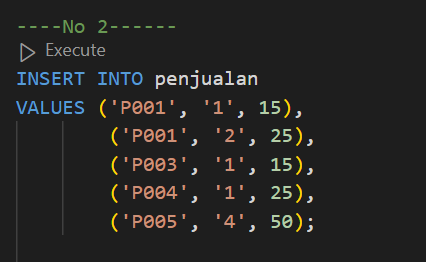 ----No 2------
Execute
INSERT INTO penjualan
VALUES ('P001', '1', 15),
('P001', '2', 25),
('P003', '1', 15),
('P004', '1', 25),
('P005', '4', 50);